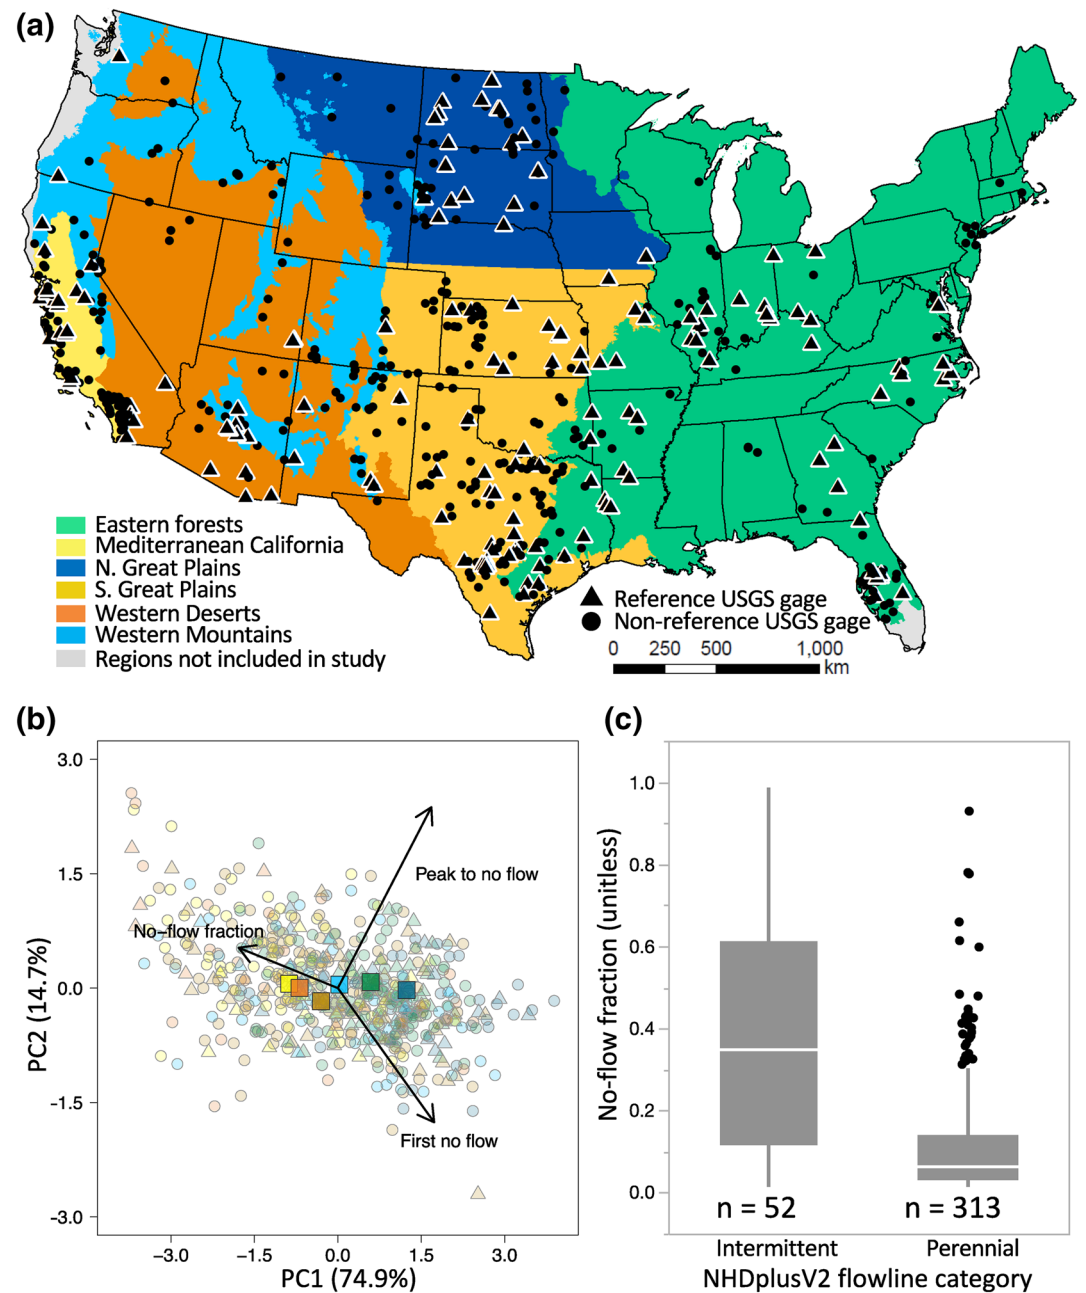 (a)
Eastern forests
Mediterranean California
N. Great Plains
S. Great Plains
Western Deserts
Western Mountains
Regions not included in study
Reference USGS gage
Non-reference USGS gage
0 250 500 1,000
km
(b)
3.0
1.5
0.0
−1.5
−3.0
PC2 (14.7%)
Peak to no flow
No−flow fraction
First no flow
−3.0 −1.5 0.0 1.5 3.0
PC1 (74.9%)
(c)
1.0
0.8
0.6
0.4
0.2
0.0
No-flow fraction (unitless)
n = 52 n = 313
Intermittent Perennial
NHDplusV2 flowline category